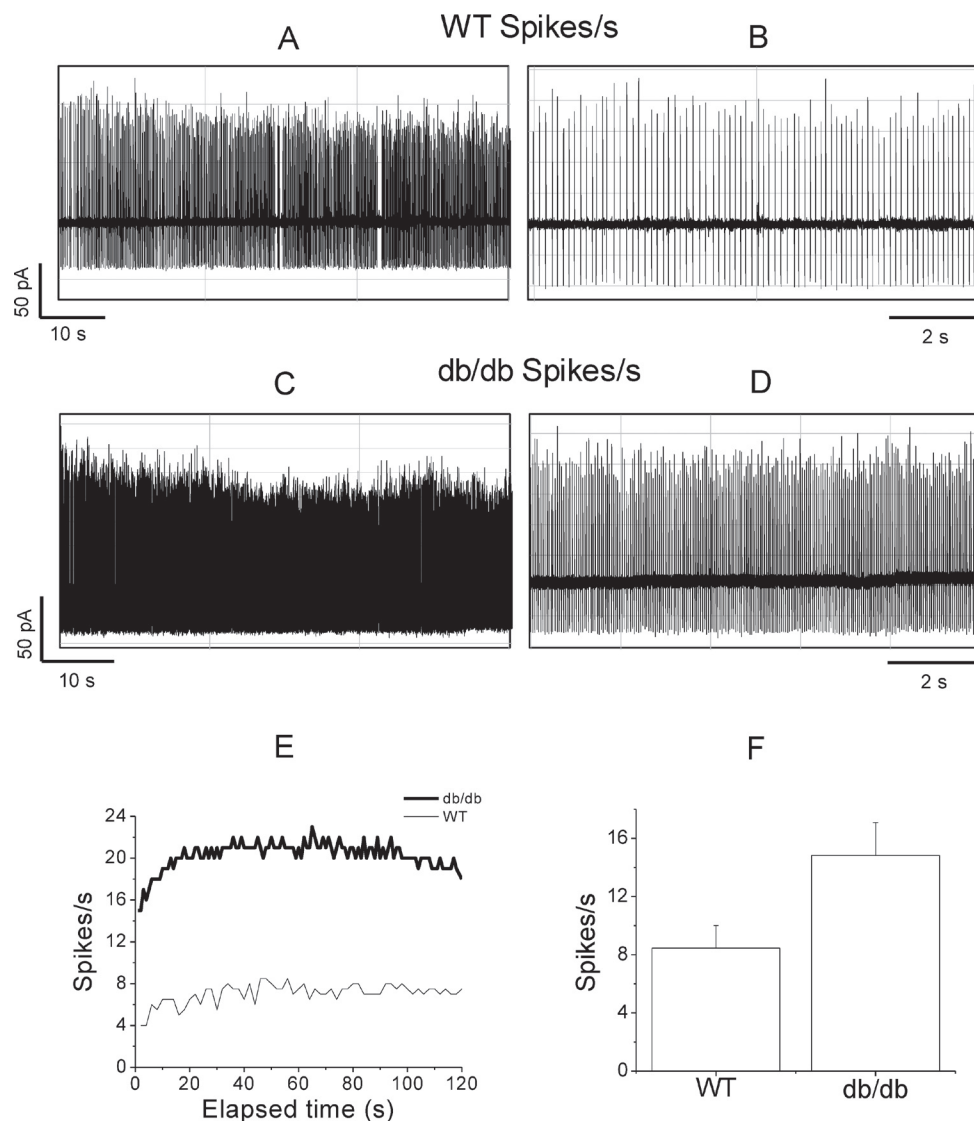 WT Spikes/s
A
B
50 pA
10 s
2 s
db/db Spikes/s
C
D
50 pA
10 s
2 s
E
F
db/db
WT
24
20
16
12
8
4
0
Spikes/s
0 20 40 60 80 100 120
Elapsed time (s)
16
12
8
4
0
Spikes/s
WT db/db